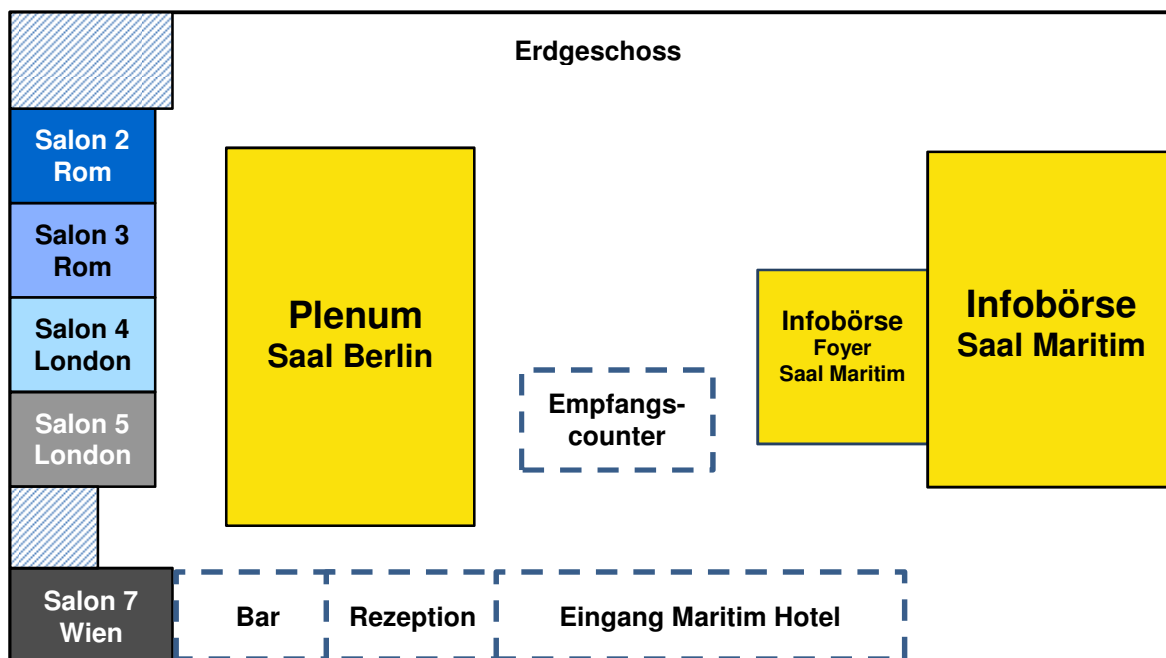 Erdgeschoss
Salon 2
Rom
Salon 3
Rom
Salon 4
London
Salon 5
London
Salon 7
Wien
Plenum
Saal Berlin
Empfangs-
counter
Infobörse
Foyer
Saal Maritim
Infobörse
Saal Maritim
Bar
Rezeption
Eingang Maritim Hotel